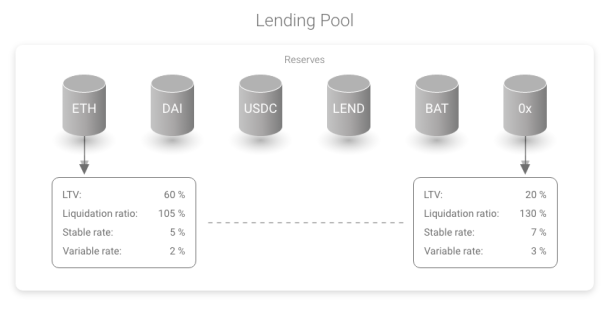 Lending Pool
Reserves
ETH DAI USDC LEND BAT 0x
LTV: 60 %
Liquidation ratio: 105 %
Stable rate: 5 %
Variable rate: 2 %
LTV: 20 %
Liquidation ratio: 130 %
Stable rate: 7 %
Variable rate: 3 %